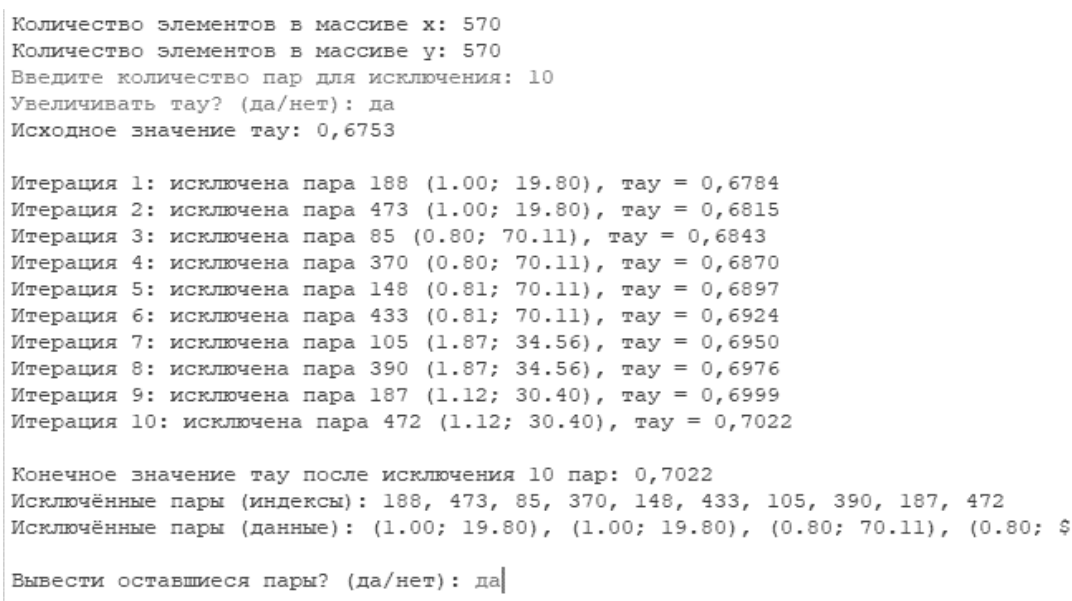 Количество элементов в массиве x: 570
Количество элементов в массиве y: 570
Введите количество пар для исключения: 10
Увеличивать тау? (да/нет): да
Исходное значение тау: 0,6753
Итерация 1: исключена пара 188 (1.00; 19.80), тау = 0,6784
Итерация 2: исключена пара 473 (1.00; 19.80), тау = 0,6815
Итерация 3: исключена пара 85 (0.80; 70.11), тау = 0,6843
Итерация 4: исключена пара 370 (0.80; 70.11), тау = 0,6870
Итерация 5: исключена пара 148 (0.81; 70.11), тау = 0,6897
Итерация 6: исключена пара 433 (0.81; 70.11), тау = 0,6924
Итерация 7: исключена пара 105 (1.87; 34.56), тау = 0,6950
Итерация 8: исключена пара 390 (1.87; 34.56), тау = 0,6976
Итерация 9: исключена пара 187 (1.12; 30.40), тау = 0,6999
Итерация 10: исключена пара 472 (1.12; 30.40), тау = 0,7022
Конечное значение тау после исключения 10 пар: 0,7022
Исключённые пары (индексы): 188, 473, 85, 370, 148, 433, 105, 390, 187, 472
Исключённые пары (данные): (1.00; 19.80), (1.00; 19.80), (0.80; 70.11), (0.80; $
Вывести оставшиеся пары? (да/нет): да